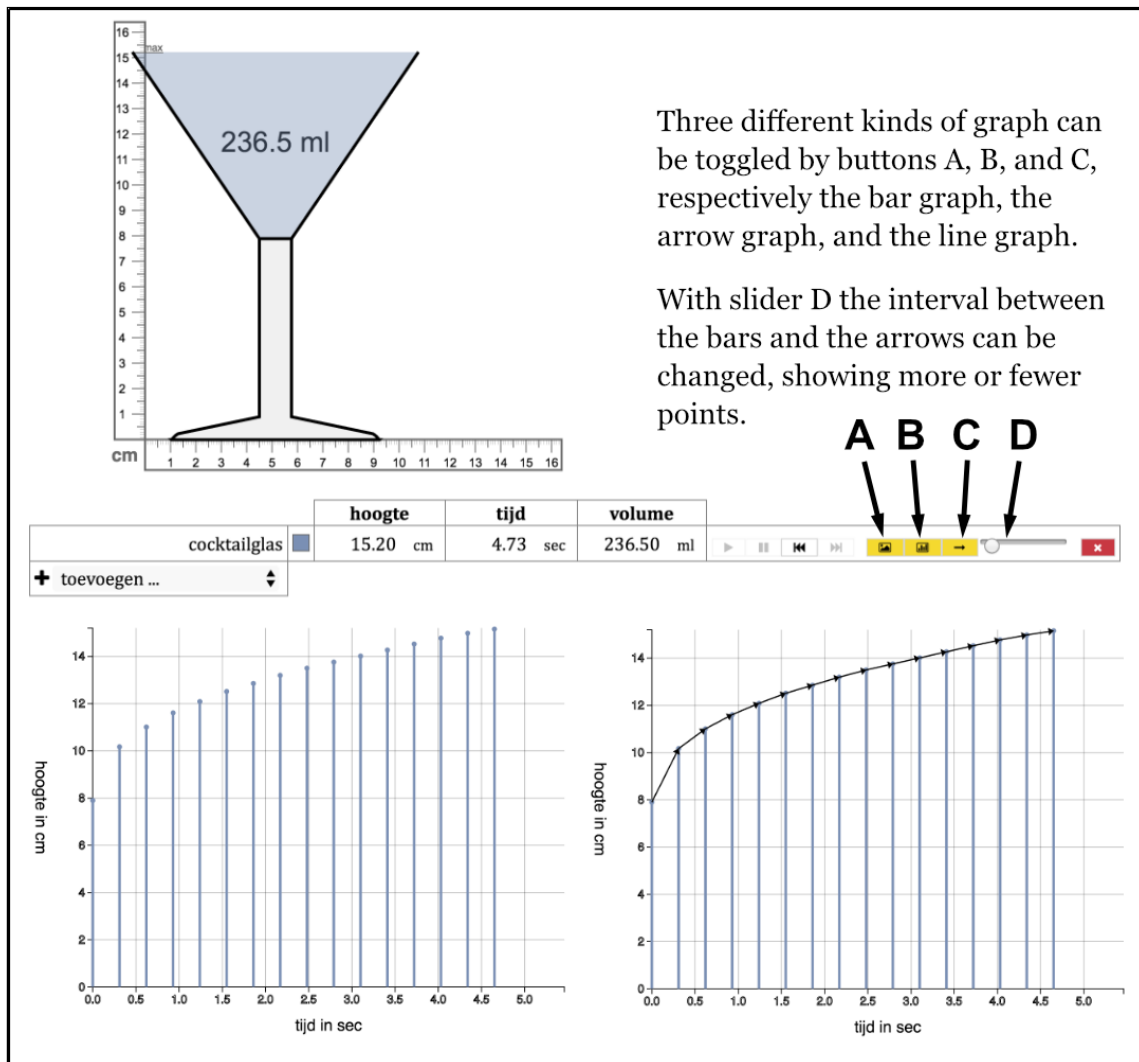 16
15
14
13
12
11
10
9
8
7
6
5
4
3
2
1
cm
max
236.5 ml
1 2 3 4 5 6 7 8 9 10 11 12 13 14 15 16
Three different kinds of graph can
be toggled by buttons A, B, and C,
respectively the bar graph, the
arrow graph, and the line graph.
With slider D the interval between
the bars and the arrows can be
changed, showing more or fewer
points.
A B C D
hoogte tijd volume
cocktailglas 15.20 cm 4.73 sec 236.50 ml
+ toevoegen ...
14
12
10
8
6
4
2
0
hoogte in cm
0.0 0.5 1.0 1.5 2.0 2.5 3.0 3.5 4.0 4.5 5.0
tijd in sec
14
12
10
8
6
4
2
0
hoogte in cm
0.0 0.5 1.0 1.5 2.0 2.5 3.0 3.5 4.0 4.5 5.0
tijd in sec